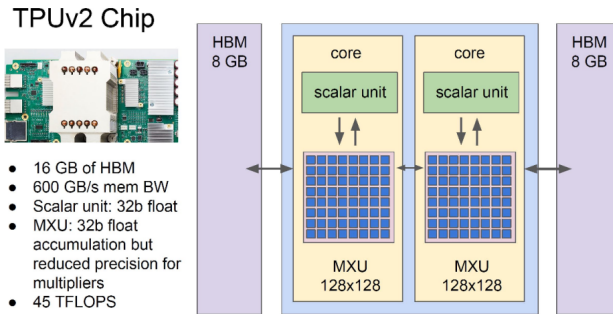 TPUv2 Chip
• 16 GB of HBM
• 600 GB/s mem BW
• Scalar unit: 32b float
• MXU: 32b float
accumulation but
reduced precision for
multipliers
• 45 TFLOPS
HBM
8 GB
core
scalar unit
MXU
128x128
core
scalar unit
MXU
128x128
HBM
8 GB